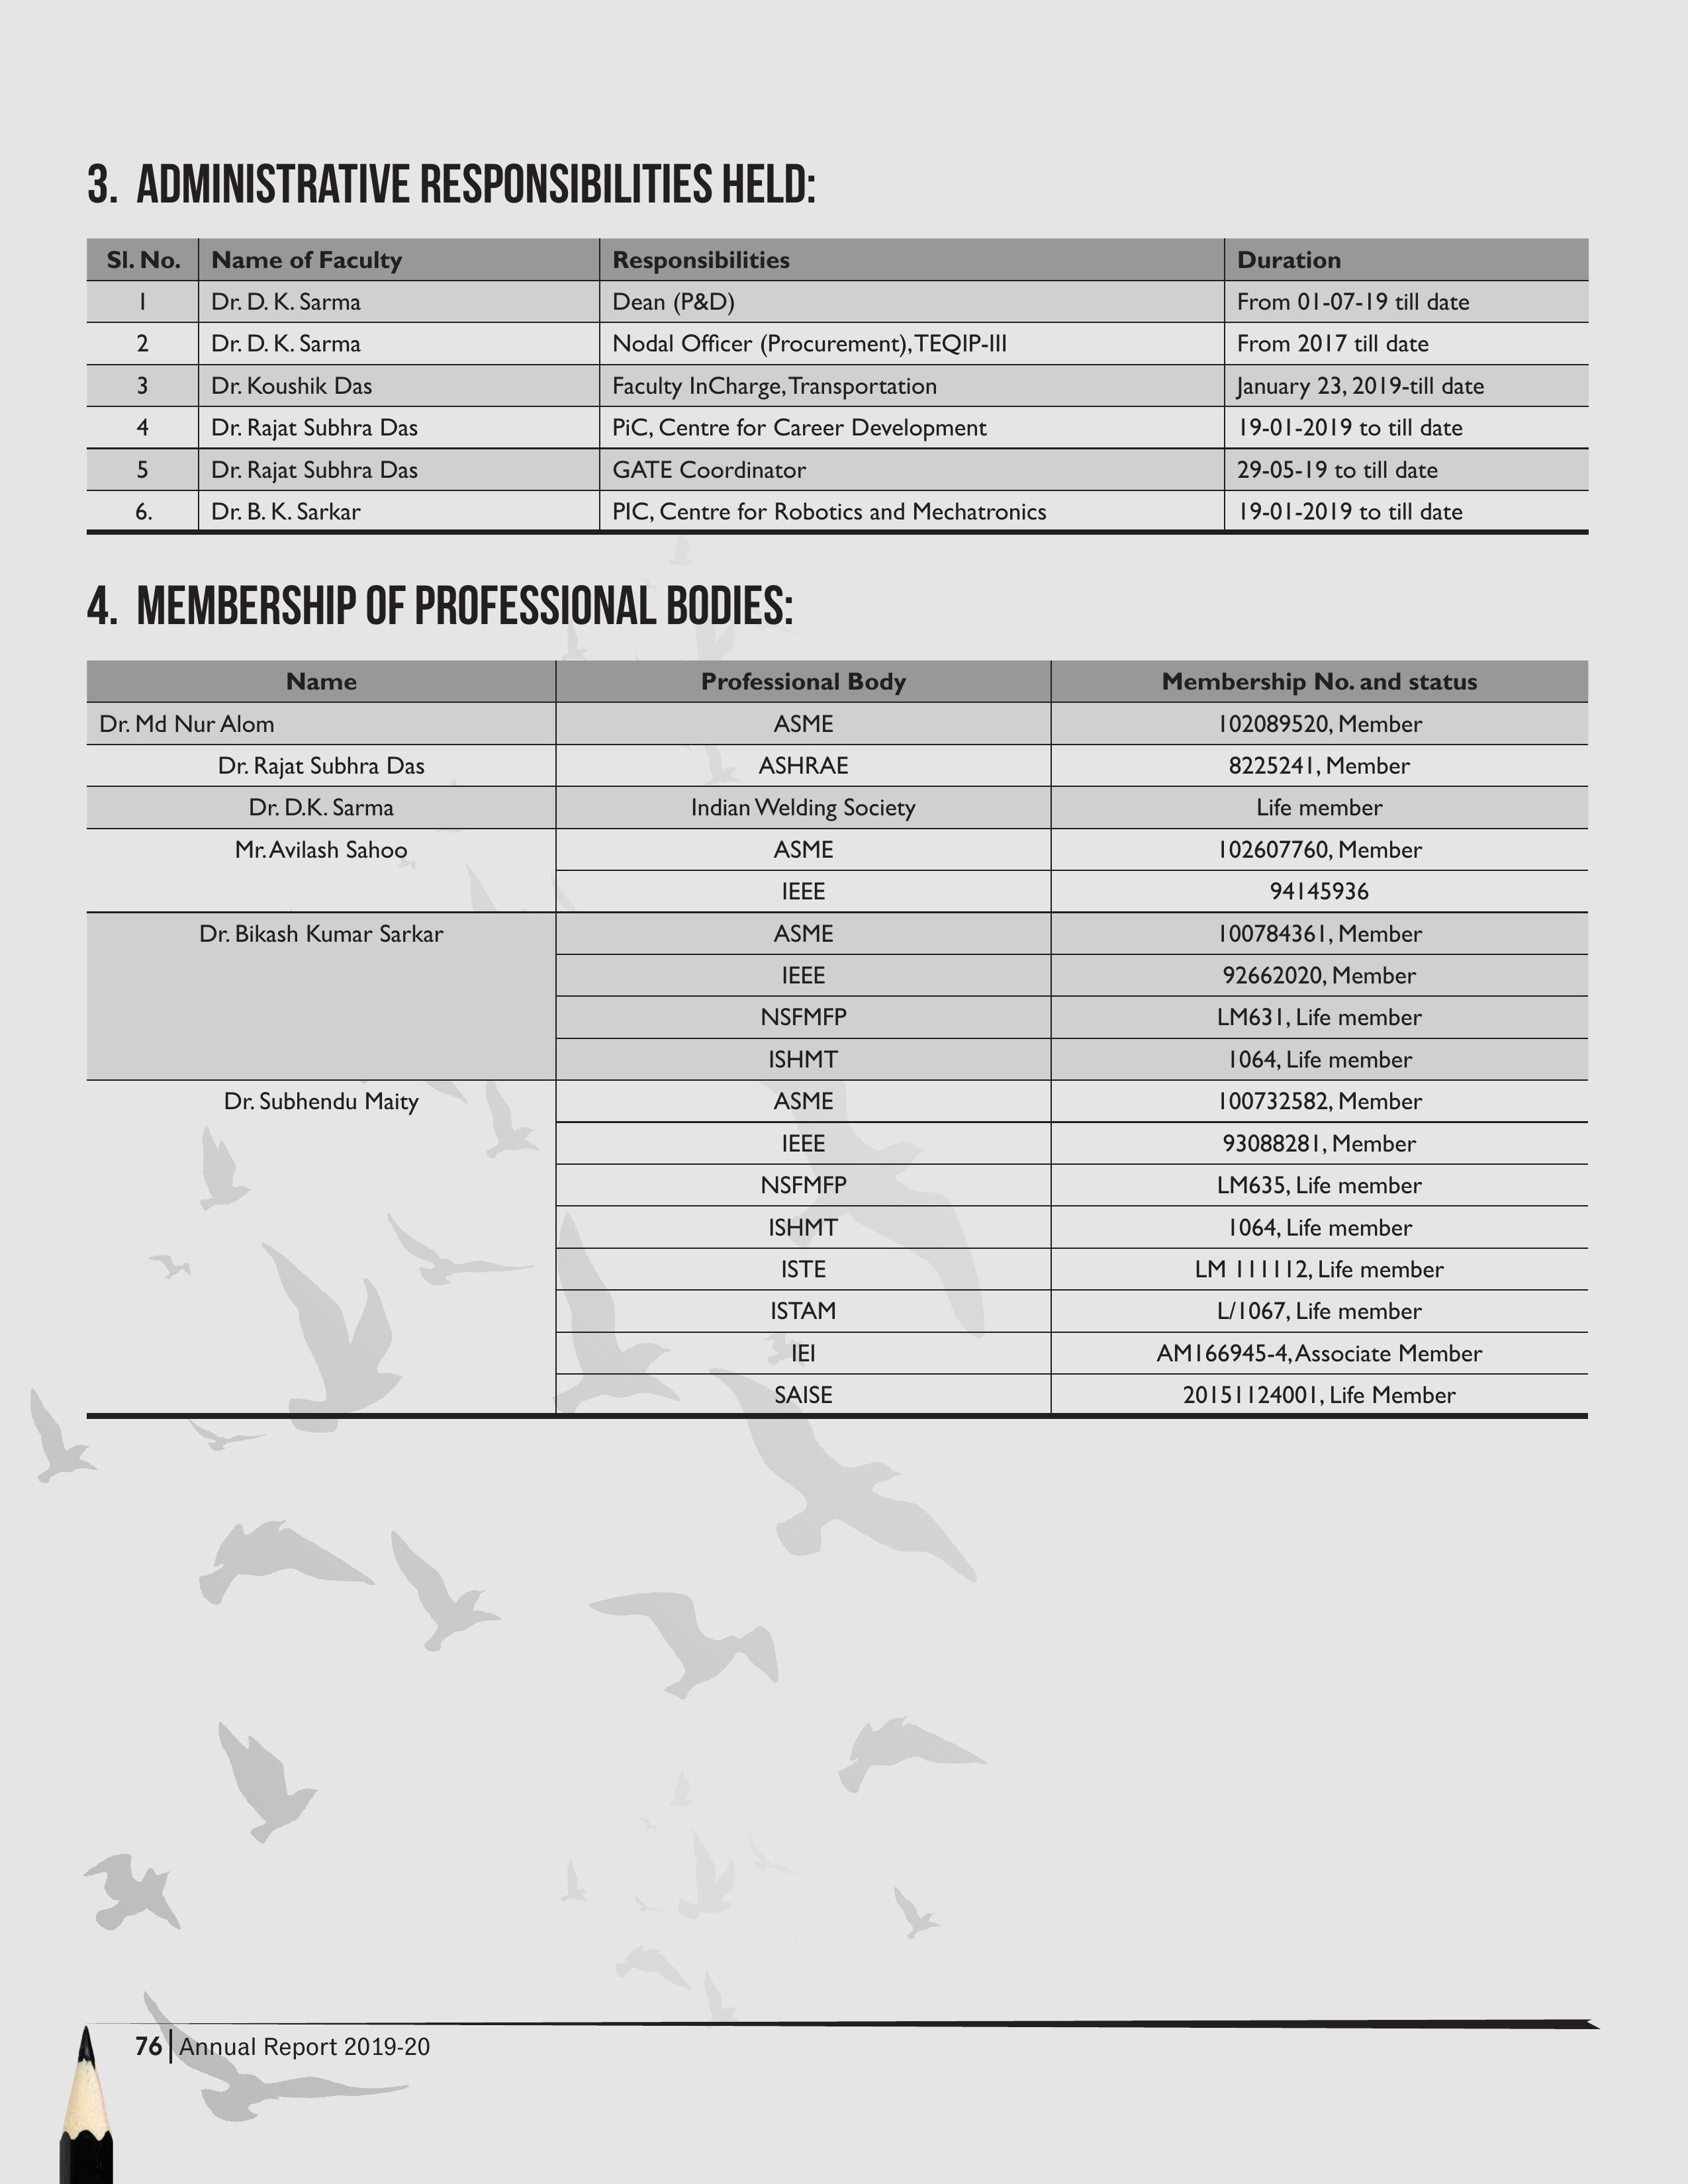 3. ADMINISTRATIVE RESPONSIBILITIES HELD:
Sl. No. Name of Faculty Responsibilities Duration
1 Dr. D. K. Sarma Dean (P&D) From 01-07-19 till date
2 Dr. D. K. Sarma Nodal Officer (Procurement), TEQIP-III From 2017 till date
3 Dr. Koushik Das Faculty InCharge, Transportation January 23, 2019-till date
4 Dr. Rajat Subhra Das PiC, Centre for Career Development 19-01-2019 to till date
5 Dr. Rajat Subhra Das GATE Coordinator 29-05-19 to till date
6. Dr. B. K. Sarkar PIC, Centre for Robotics and Mechatronics 19-01-2019 to till date
4. MEMBERSHIP OF PROFESSIONAL BODIES:
Name Professional Body Membership No. and status
Dr. Md Nur Alom ASME 102089520, Member
Dr. Rajat Subhra Das ASHRAE 8225241, Member
Dr. D.K. Sarma Indian Welding Society Life member
Mr. Avilash Sahoo ASME 102607760, Member
IEEE 94145936
Dr. Bikash Kumar Sarkar ASME 100784361, Member
IEEE 92662020, Member
NSFMFP LM631, Life member
ISHMT 1064, Life member
Dr. Subhendu Maity ASME 100732582, Member
IEEE 93088281, Member
NSFMFP LM635, Life member
ISHMT 1064, Life member
ISTE LM 111112, Life member
ISTAM L/1067, Life member
IEI AM166945-4, Associate Member
SAISE 20151124001, Life Member
76 Annual Report 2019-20